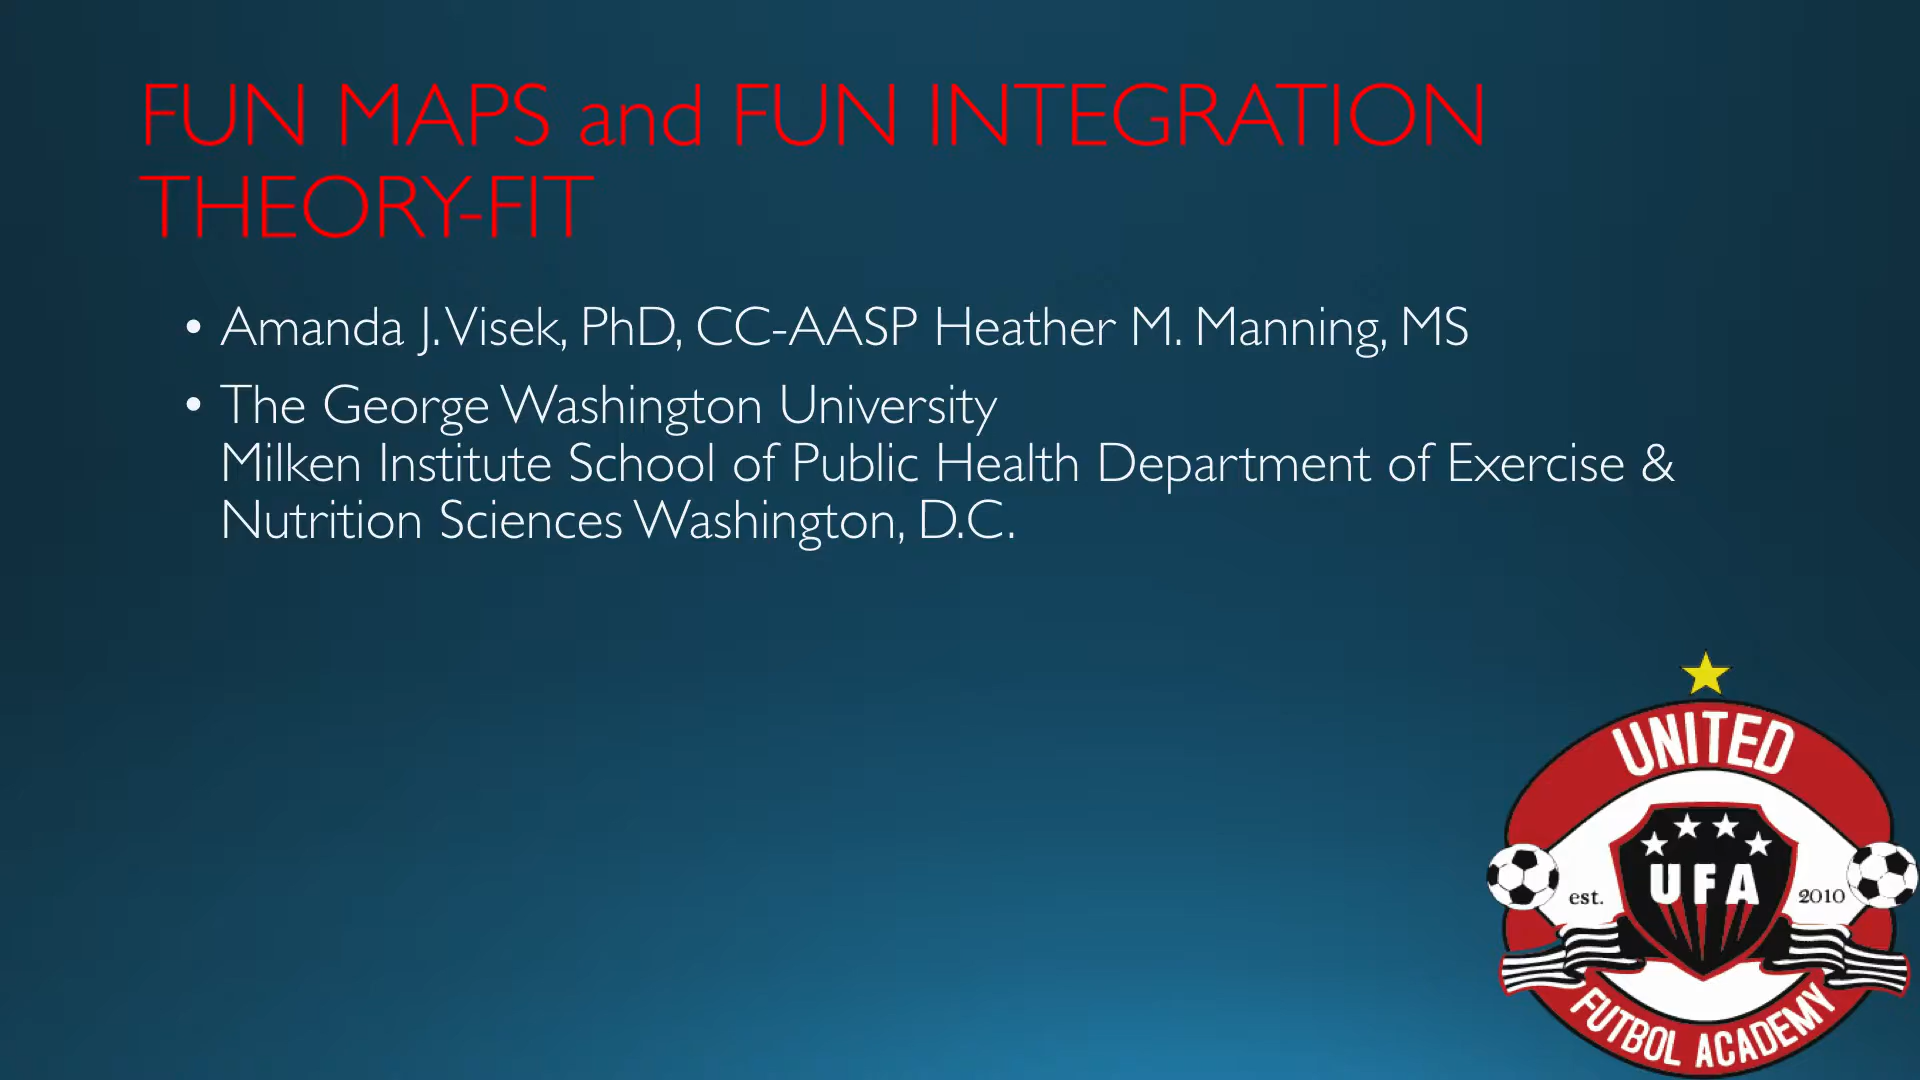 FUN MAPS and FUN INTEGRATION
THEORY-FIT
• Amanda J. Visek, PhD, CC-AASP Heather M. Manning, MS
• The George Washington University
Milken Institute School of Public Health Department of Exercise &
Nutrition Sciences Washington, D.C.
UNITED
UFA
est. 2010
FUTBOL ACADEMY